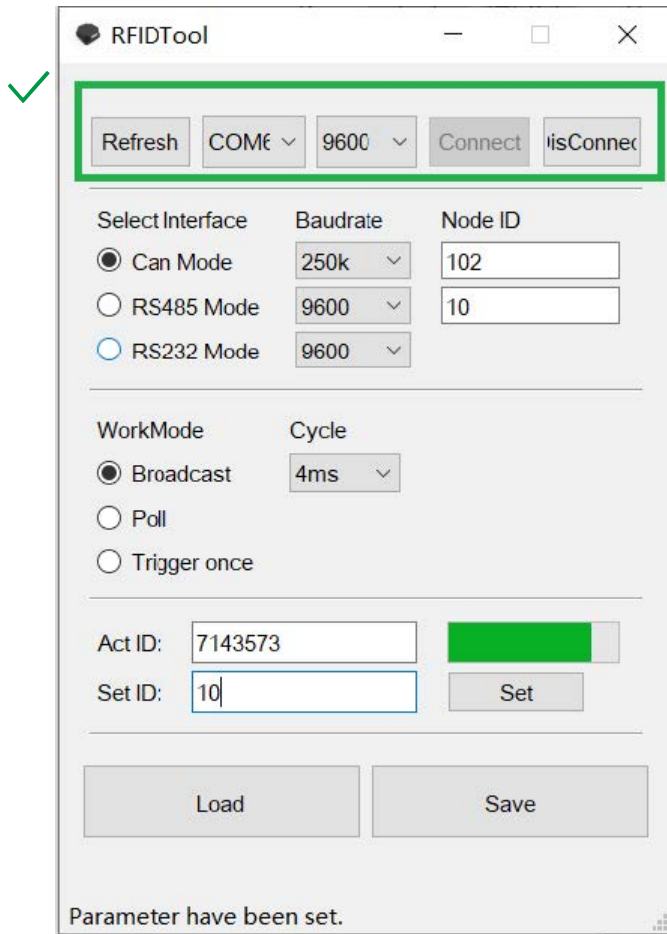 RFIDTool
Refresh COM6 9600 Connect DisConnec
Select Interface Baudrate Node ID
Can Mode 250k 102
RS485 Mode 9600 10
RS232 Mode 9600
WorkMode Cycle
Broadcast 4ms
Poll
Trigger once
Act ID: 7143573
Set ID: 10 Set
Load Save
Parameter have been set.